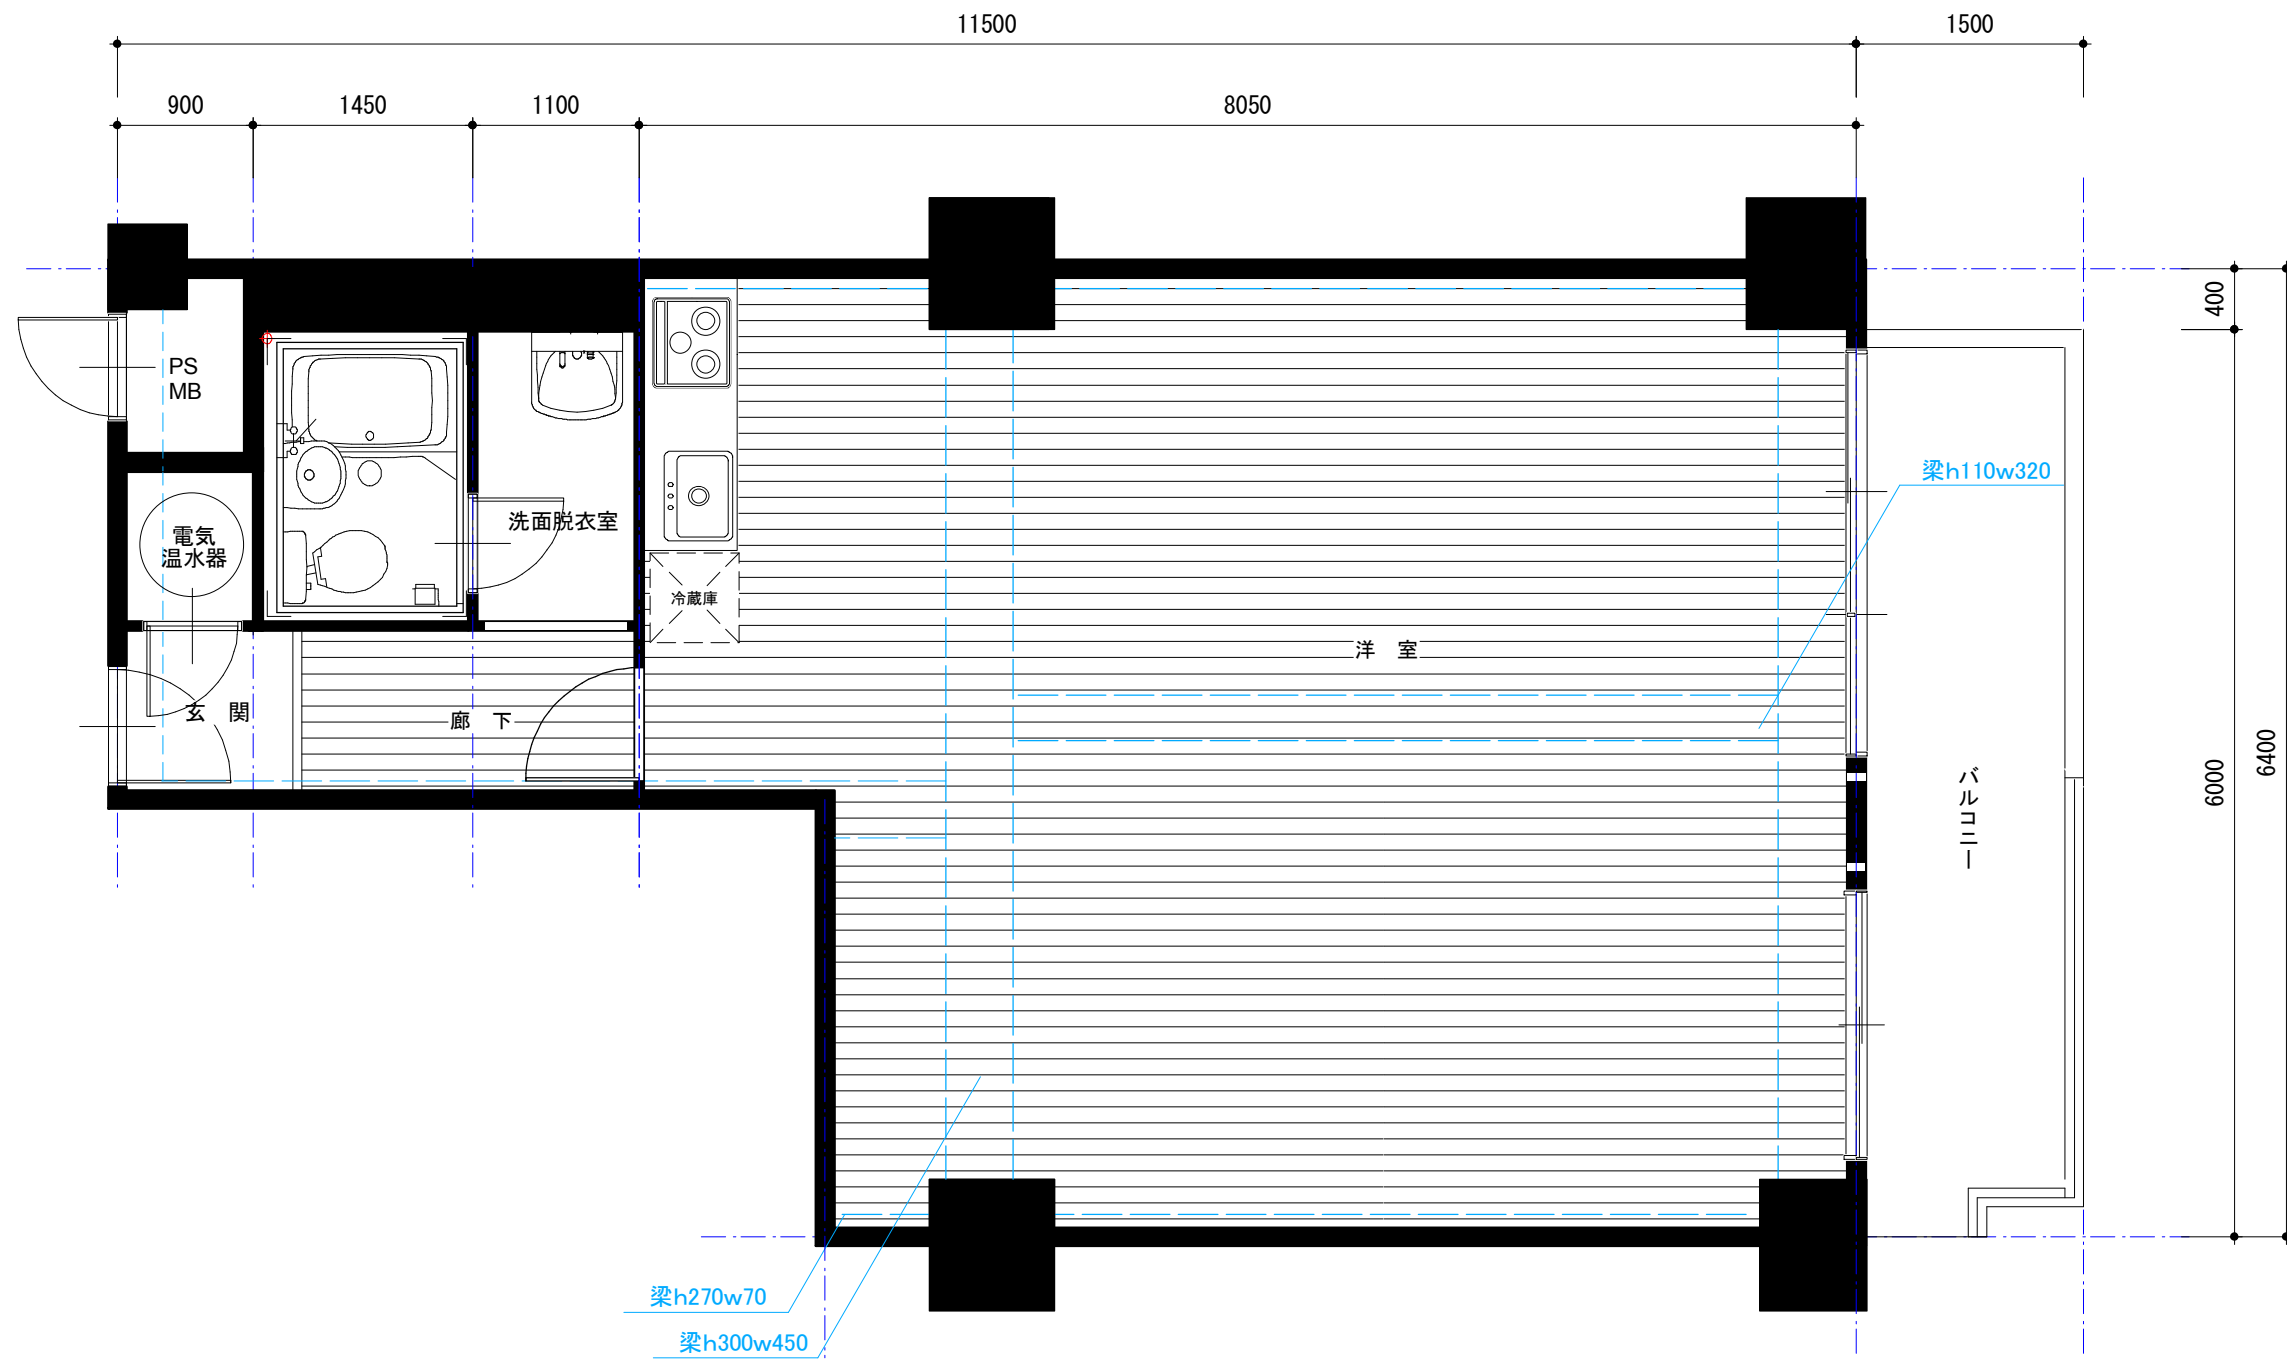 11500
1500
900
1450
1100
8050
400
PS
MB
梁h110w320
電気
温水器
洗面脱衣室
冷蔵庫
洋 室
玄 関
廊 下
バルコニー
6000
6400
梁h270w70
梁h300w450